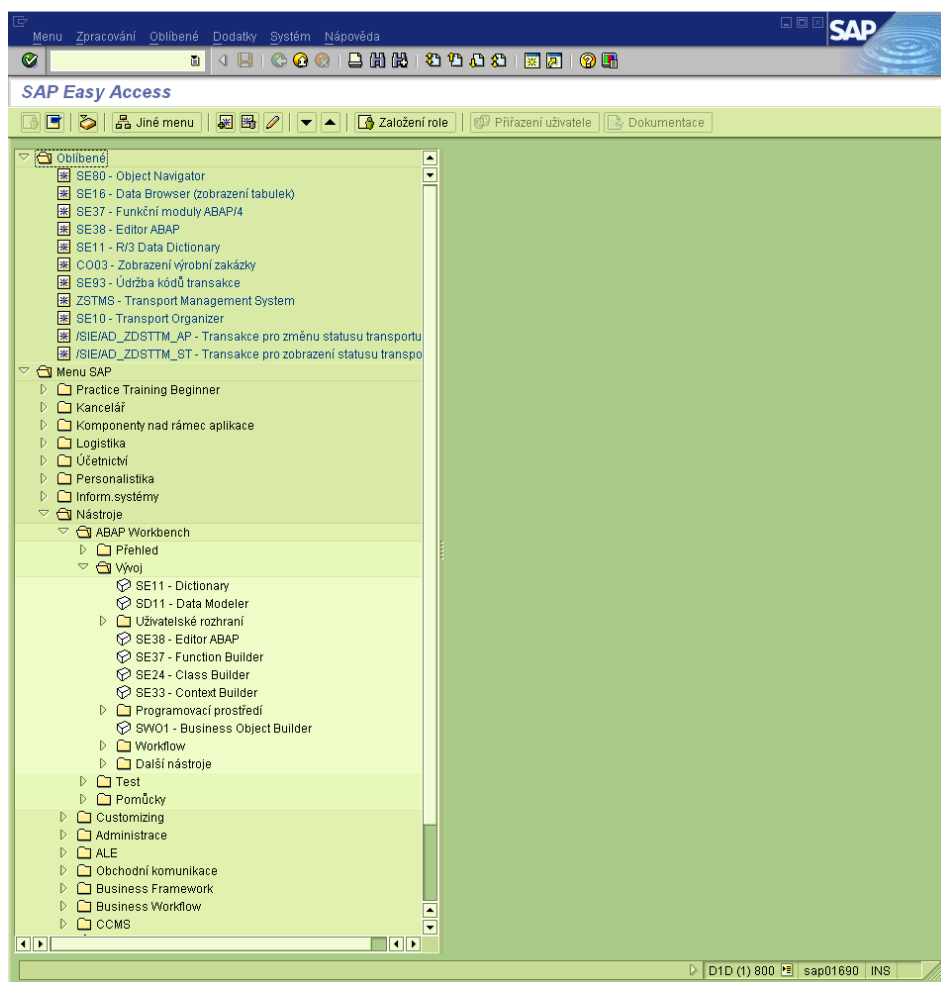 Menu Zpracování Oblíbené Dodatky Systém Nápověda
SAP
SAP Easy Access
Jiné menu Založení role Přiřazení uživatele Dokumentace
Oblíbené
SE80 - Object Navigator
SE16 - Data Browser (zobrazení tabulek)
SE37 - Funkční moduly ABAP/4
SE38 - Editor ABAP
SE11 - R/3 Data Dictionary
CO03 - Zobrazení výrobní zakázky
SE93 - Údržba kódů transakce
ZSTMS - Transport Management System
SE10 - Transport Organizer
/SIE/AD_ZDSTTM_AP - Transakce pro změnu statusu transportu
/SIE/AD_ZDSTTM_ST - Transakce pro zobrazení statusu transpo
Menu SAP
Practice Training Beginner
Kancelář
Komponenty nad rámec aplikace
Logistika
Účetnictví
Personalistika
Inform.systémy
Nástroje
ABAP Workbench
Přehled
Vývoj
SE11 - Dictionary
SD11 - Data Modeler
Uživatelské rozhraní
SE38 - Editor ABAP
SE37 - Function Builder
SE24 - Class Builder
SE33 - Context Builder
Programovací prostředí
SWO1 - Business Object Builder
Workflow
Další nástroje
Test
Pomůcky
Customizing
Administrace
ALE
Obchodní komunikace
Business Framework
Business Workflow
CCMS
D1D (1) 800 sap01690 INS